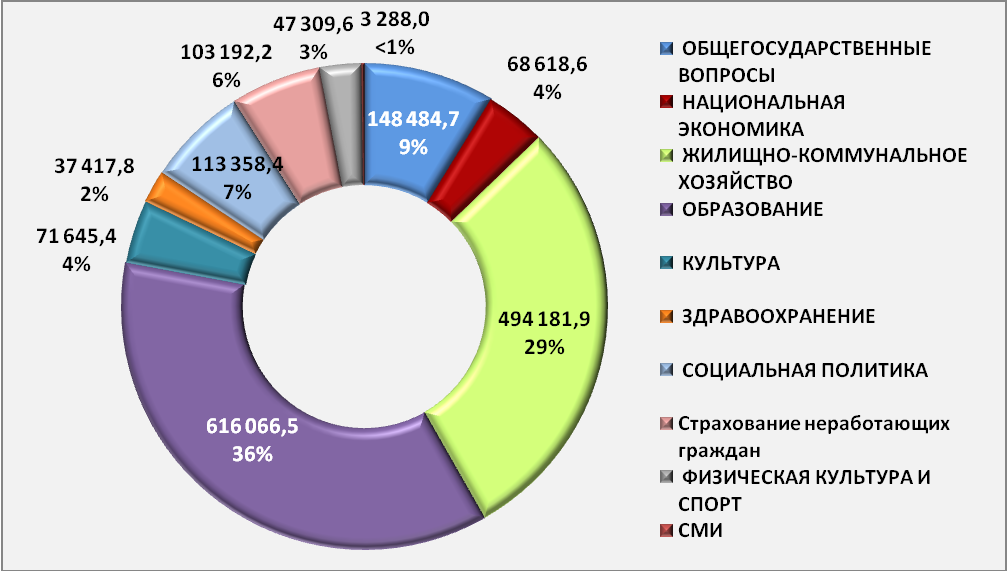 47 309,6
3%
3 288,0
<1%
103 192,2
6%
68 618,6
4%
148 484,7
9%
113 358,4
7%
37 417,8
2%
71 645,4
4%
494 181,9
29%
616 066,5
36%
ОБЩЕГОСУДАРСТВЕННЫЕ
ВОПРОСЫ
НАЦИОНАЛЬНАЯ
ЭКОНОМИКА
ЖИЛИЩНО-КОММУНАЛЬНОЕ
ХОЗЯЙСТВО
ОБРАЗОВАНИЕ
КУЛЬТУРА
ЗДРАВООХРАНЕНИЕ
СОЦИАЛЬНАЯ ПОЛИТИКА
Страхование неработающих
граждан
ФИЗИЧЕСКАЯ КУЛЬТУРА И
СПОРТ
СМИ